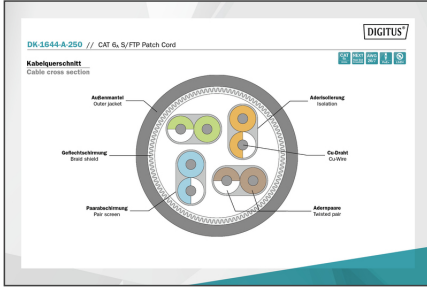 DIGITUS®
DK-1644-A-250 // CAT 6A S/FTP Patch Cord
Kabelquerschnitt
Cable cross section
Außenmantel
Outer jacket
Aderisolierung
Isolation
Geflechtschirmung
Braid shield
Cu-Draht
Cu-Wire
Paarabschirmung
Pair screen
Adernpaare
Twisted pair